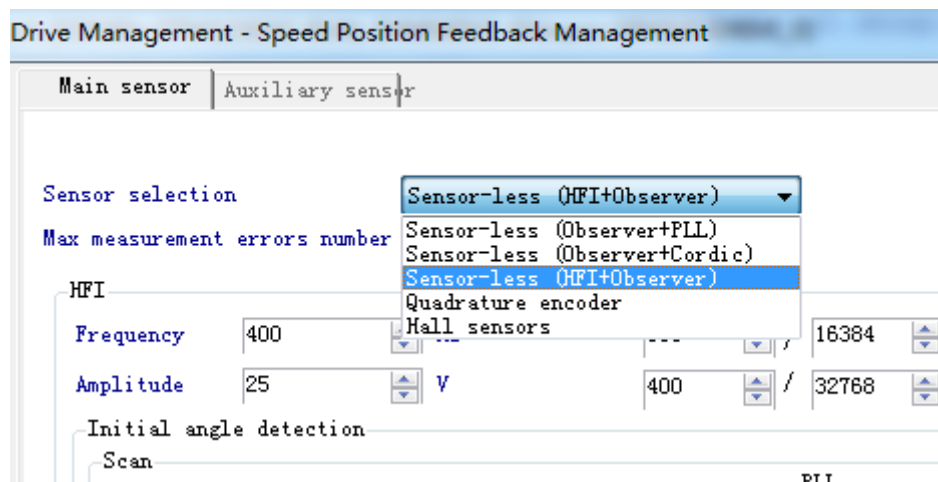 Drive Management - Speed Position Feedback Management
Main sensor Auxiliary sensor
Sensor selection Sensor-less (HFI+Observer)
Max measurement errors number
Sensor-less (Observer+PLL)
Sensor-less (Observer+Cordic)
Sensor-less (HFI+Observer)
Quadrature encoder
Hall sensors
HFI
Frequency 400 / 16384
Amplitude 25 V 400 / 32768
Initial angle detection
Scan
PLL